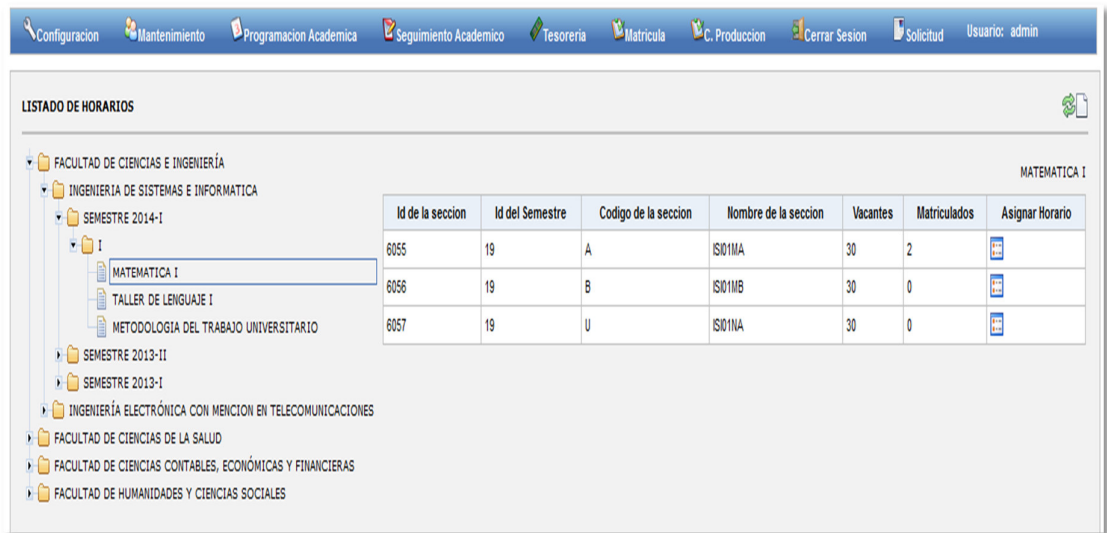 Configuracion Mantenimiento Programacion Academica Seguimiento Academico Tesoreria Matricula C. Produccion Cerrar Sesion Solicitud Usuario: admin
LISTADO DE HORARIOS
FACULTAD DE CIENCIAS E INGENIERÍA
INGENIERIA DE SISTEMAS E INFORMATICA
SEMESTRE 2014-I
I
MATEMATICA I
TALLER DE LENGUAJE I
METODOLOGIA DEL TRABAJO UNIVERSITARIO
SEMESTRE 2013-II
SEMESTRE 2013-I
INGENIERÍA ELECTRÓNICA CON MENCION EN TELECOMUNICACIONES
FACULTAD DE CIENCIAS DE LA SALUD
FACULTAD DE CIENCIAS CONTABLES, ECONÓMICAS Y FINANCIERAS
FACULTAD DE HUMANIDADES Y CIENCIAS SOCIALES
MATEMATICA I
Id de la seccion Id del Semestre Codigo de la seccion Nombre de la seccion Vacantes Matriculados Asignar Horario
6055 19 A ISI01MA 30 2
6056 19 B ISI01MB 30 0
6057 19 U ISI01NA 30 0